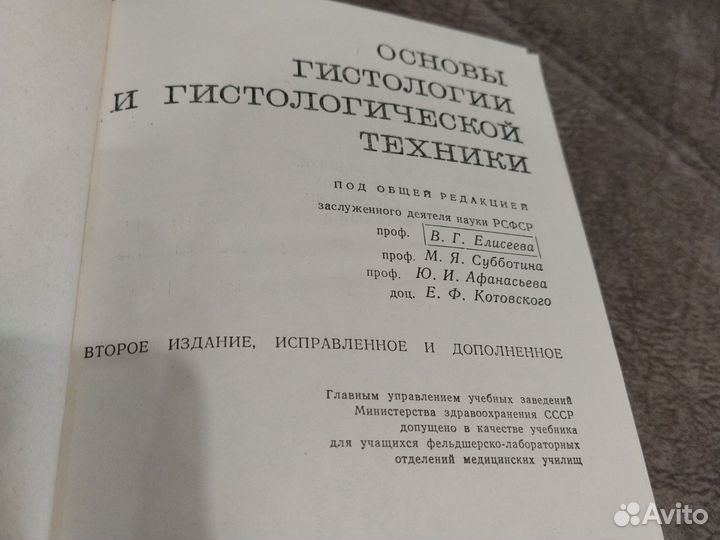 ОСНОВЫ
ГИСТОЛОГИИ
И ГИСТОЛОГИЧЕСКОЙ
ТЕХНИКИ
ПОД ОБЩЕЙ РЕДАКЦИЕЙ
заслуженного деятеля науки РСФСР
проф. В. Г. Елисеева
проф. М. Я. Субботина
проф. Ю. И. Афанасьева
доц. Е. Ф. Котовского
ВТОРОЕ ИЗДАНИЕ, ИСПРАВЛЕННОЕ И ДОПОЛНЕННОЕ
Главным управлением учебных заведений
Министерства здравоохранения СССР
допущено в качестве учебника
для учащихся фельдшерско-лабораторных
отделений медицинских училищ
Avito